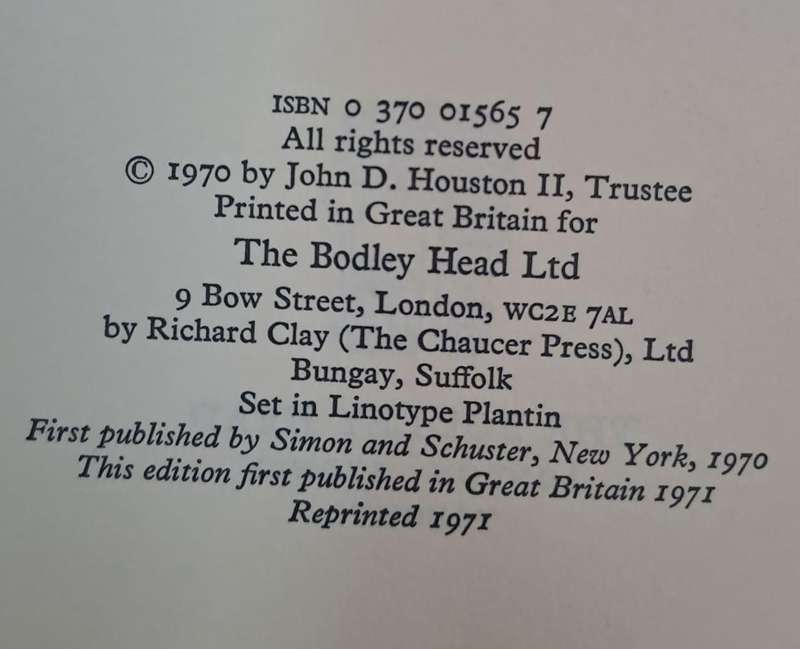 ISBN 0 370 01565 7
All rights reserved
© 1970 by John D. Houston II, Trustee
Printed in Great Britain for
The Bodley Head Ltd
9 Bow Street, London, WC2E 7AL
by Richard Clay (The Chaucer Press), Ltd
Bungay, Suffolk
Set in Linotype Plantin
First published by Simon and Schuster, New York, 1970
This edition first published in Great Britain 1971
Reprinted 1971